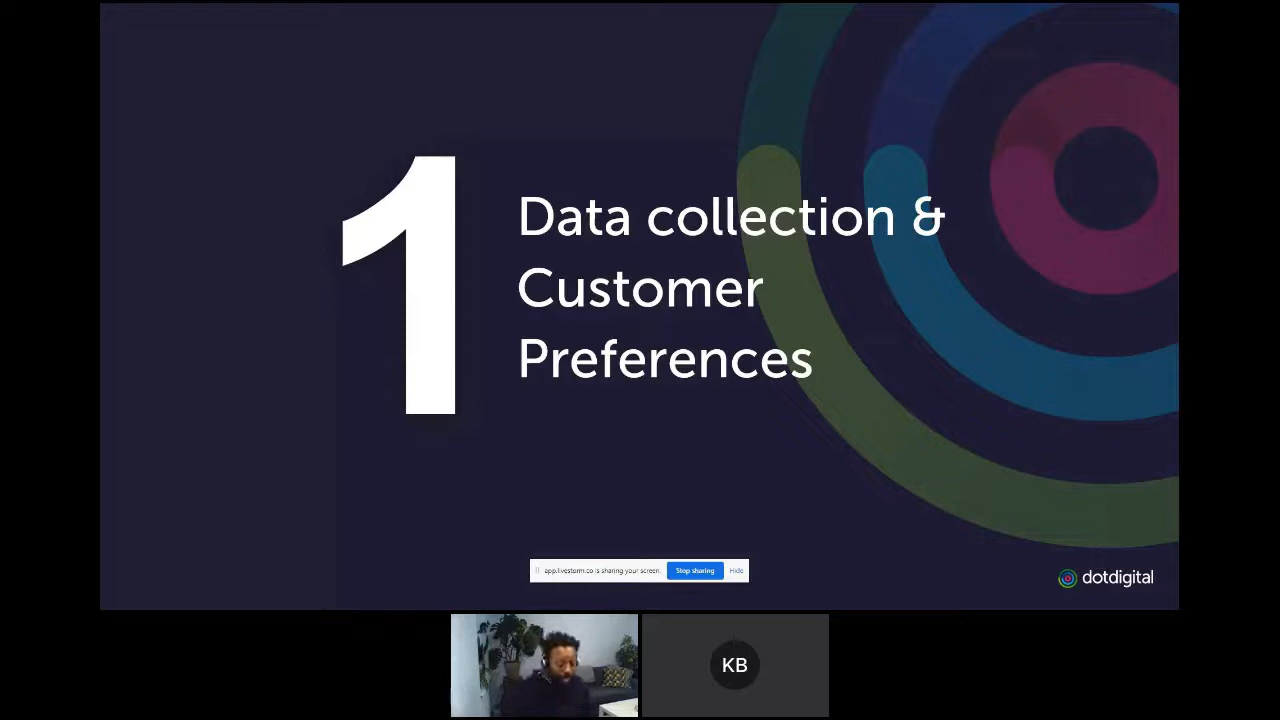 1
Data collection &
Customer
Preferences
app.livestorm.co is sharing your screen.
Stop sharing
Hide
dotdigital
KB